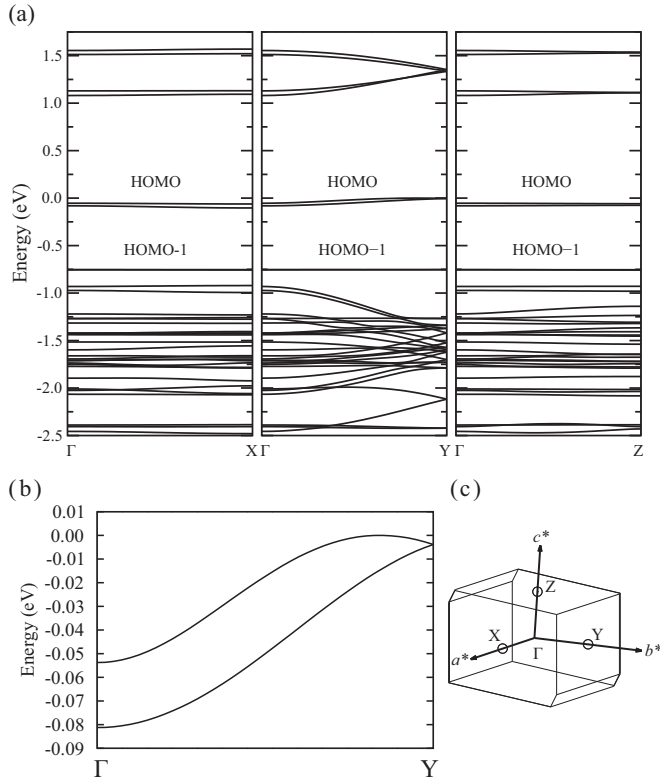 (a)
1.5
1.0
0.5
0.0
-0.5
-1.0
-1.5
-2.0
-2.5
Energy (eV)
HOMO HOMO HOMO
HOMO-1 HOMO−1 HOMO−1
Γ X Γ Y Γ Z
(b)
0.01
0.00
-0.01
-0.02
-0.03
-0.04
-0.05
-0.06
-0.07
-0.08
-0.09
Energy (eV)
Γ Y
(c)
c*
Z
X Y
a* Γ b*